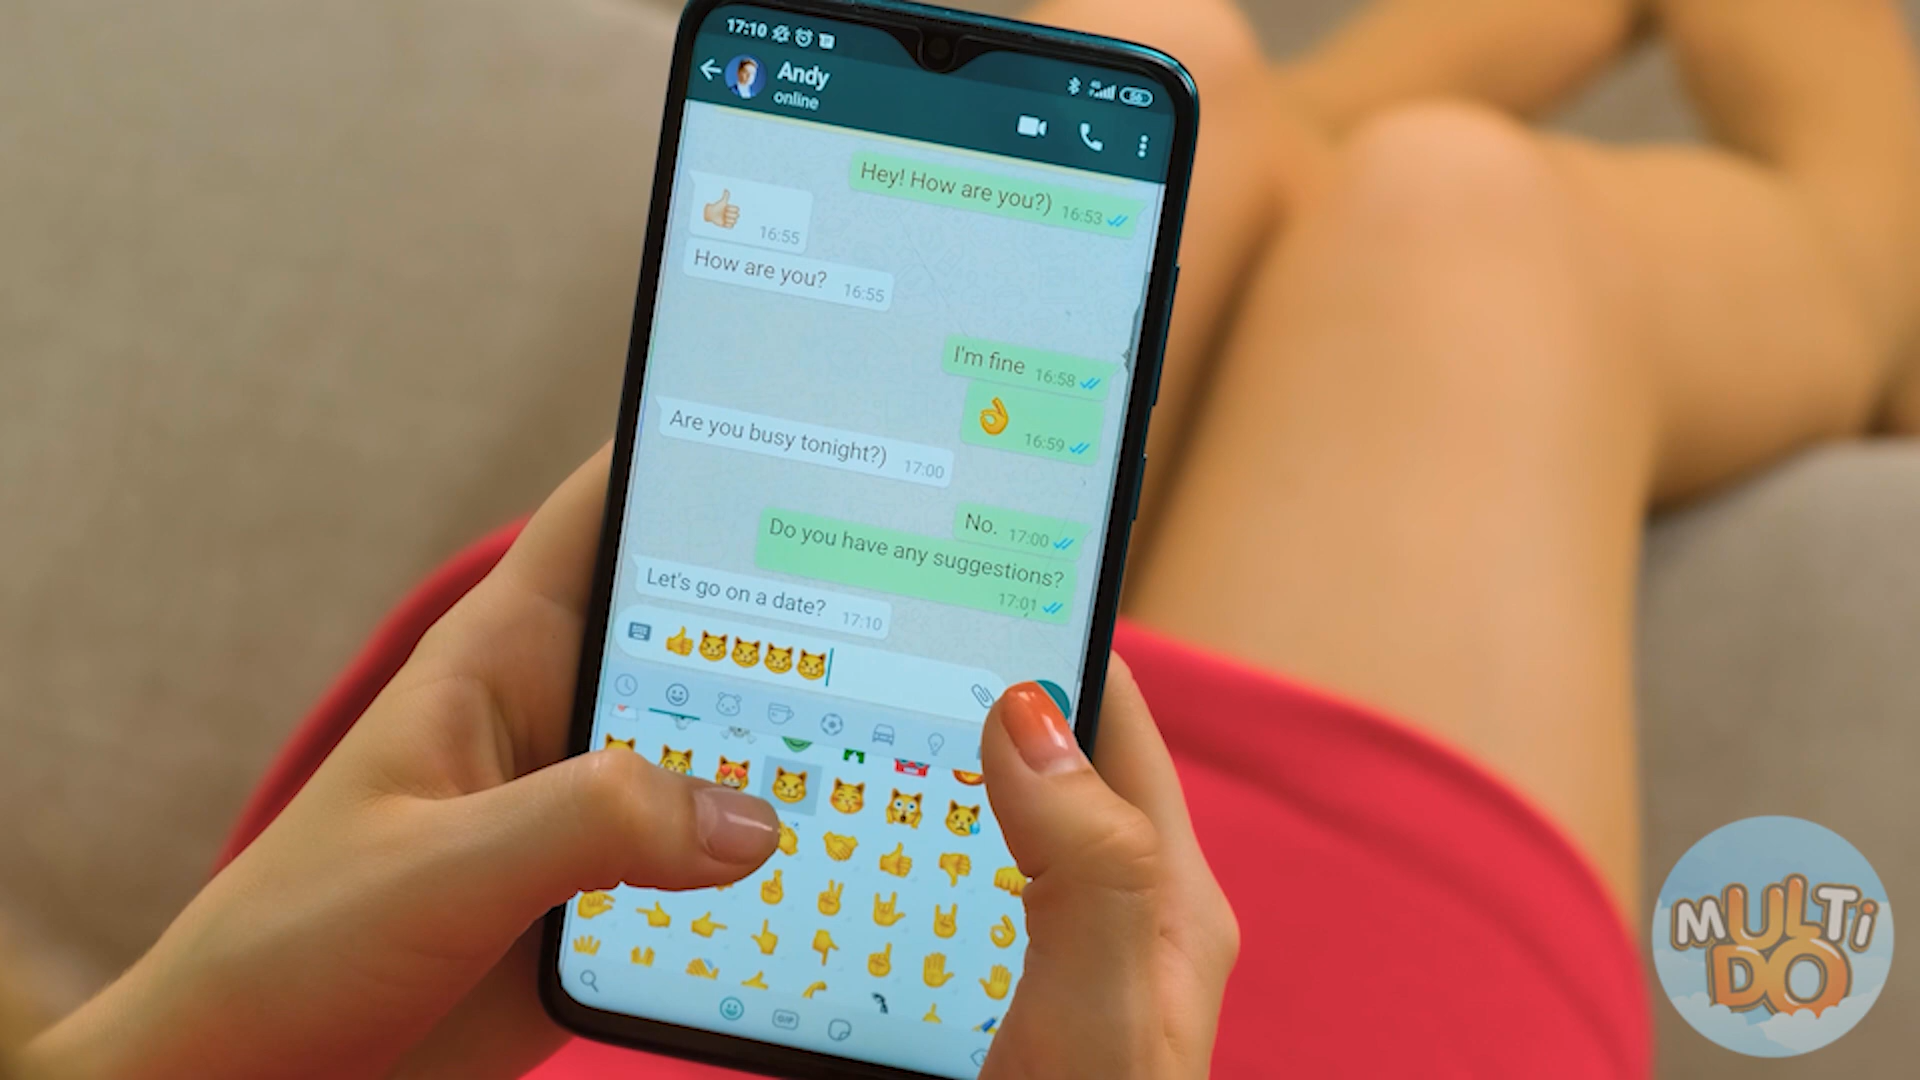 17:10
Andy
online
Hey! How are you?) 16:53
👍 16:55
How are you? 16:55
I'm fine 16:58
👌 16:59
Are you busy tonight?) 17:00
No. 17:00
Do you have any suggestions?
17:01
Let's go on a date? 17:10
👍😼😼😼😼
GIF
MULTi
DO